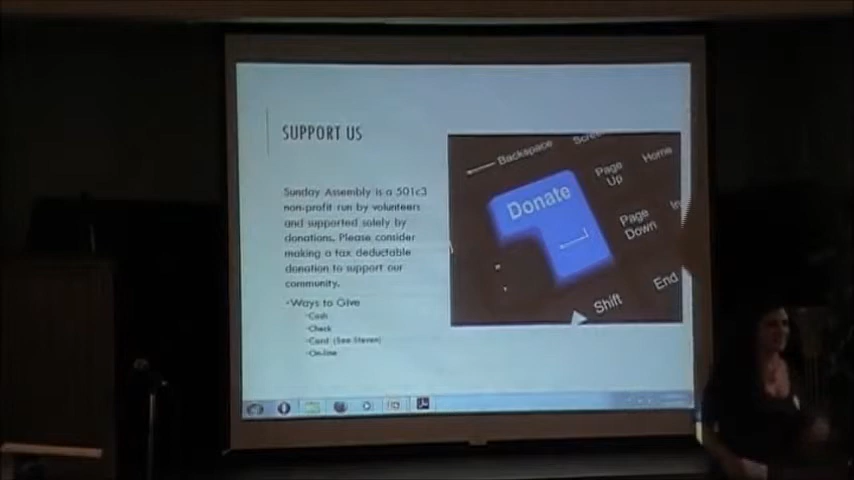 SUPPORT US
Sunday Assembly is a 501c3
non-profit run by volunteers
and supported solely by
donations. Please consider
making a tax deductable
donation to support our
community.
Ways to Give
Cash
Check
Card (See Steven)
On-line
Backspace
Home
Page
Up
Donate
Page
Down
End
Shift